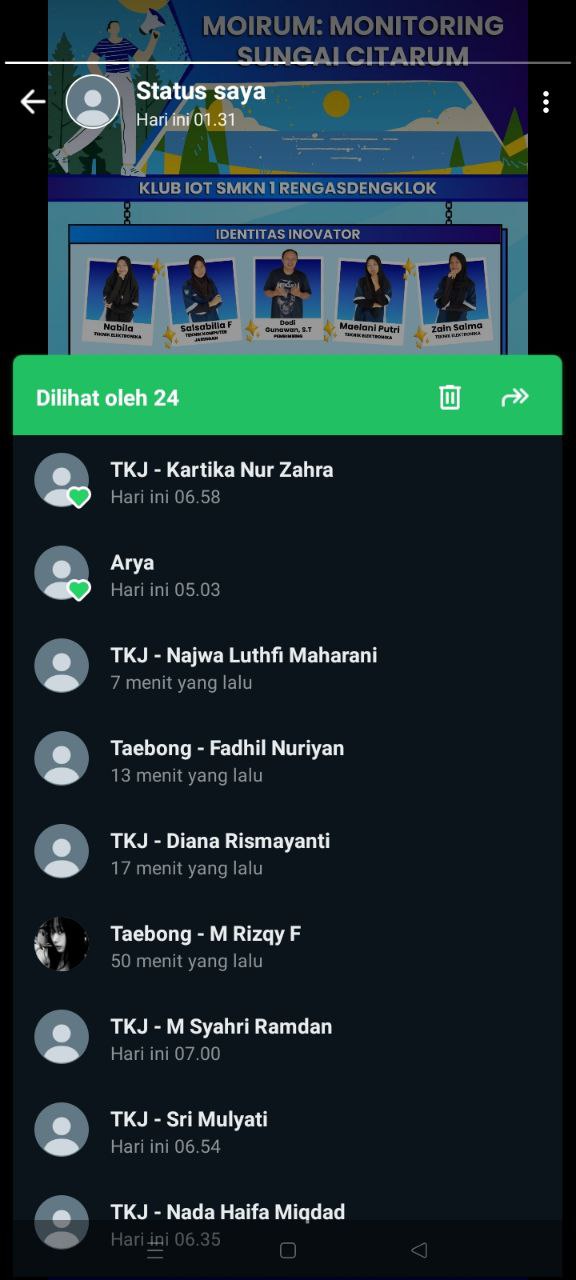 MOIRUM: MONITORING
SUNGAI CITARUM
Status saya
Hari ini 01.31
KLUB IOT SMKN 1 RENGASDENGKLOK
IDENTITAS INOVATOR
Nabila
TEKNIK ELEKTRONIKA
Salsabilla F
TEKNIK KOMPUTER
JARINGAN
Dodi
Gunawan, S.T
PEMBIMBING
Maelani Putri
TEKNIK ELEKTRONIKA
Zain Salma
TEKNIK ELEKTRONIKA
Dilihat oleh 24
TKJ - Kartika Nur Zahra
Hari ini 06.58
Arya
Hari ini 05.03
TKJ - Najwa Luthfi Maharani
7 menit yang lalu
Taebong - Fadhil Nuriyan
13 menit yang lalu
TKJ - Diana Rismayanti
17 menit yang lalu
Taebong - M Rizqy F
50 menit yang lalu
TKJ - M Syahri Ramdan
Hari ini 07.00
TKJ - Sri Mulyati
Hari ini 06.54
TKJ - Nada Haifa Miqdad
Hari ini 06.35